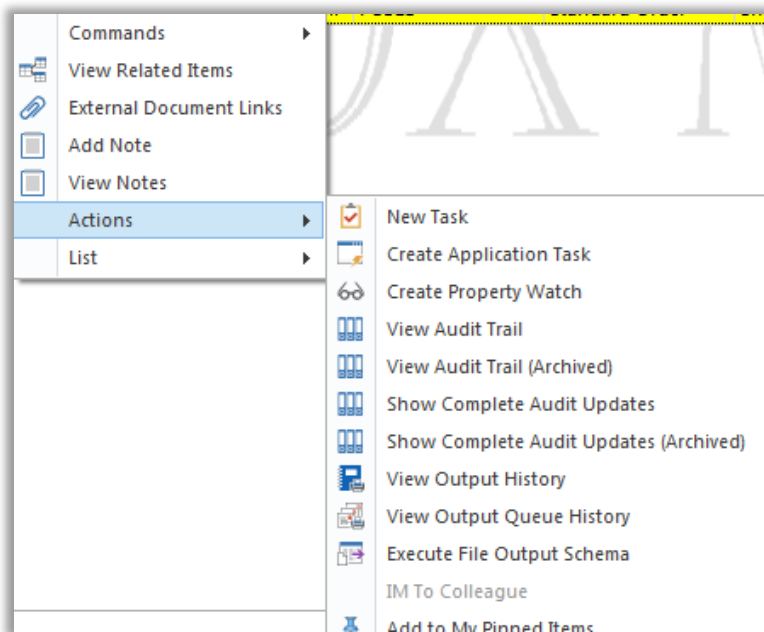 Commands
View Related Items
External Document Links
Add Note
View Notes
Actions
List
New Task
Create Application Task
Create Property Watch
View Audit Trail
View Audit Trail (Archived)
Show Complete Audit Updates
Show Complete Audit Updates (Archived)
View Output History
View Output Queue History
Execute File Output Schema
IM To Colleague
Add to My Pinned Items